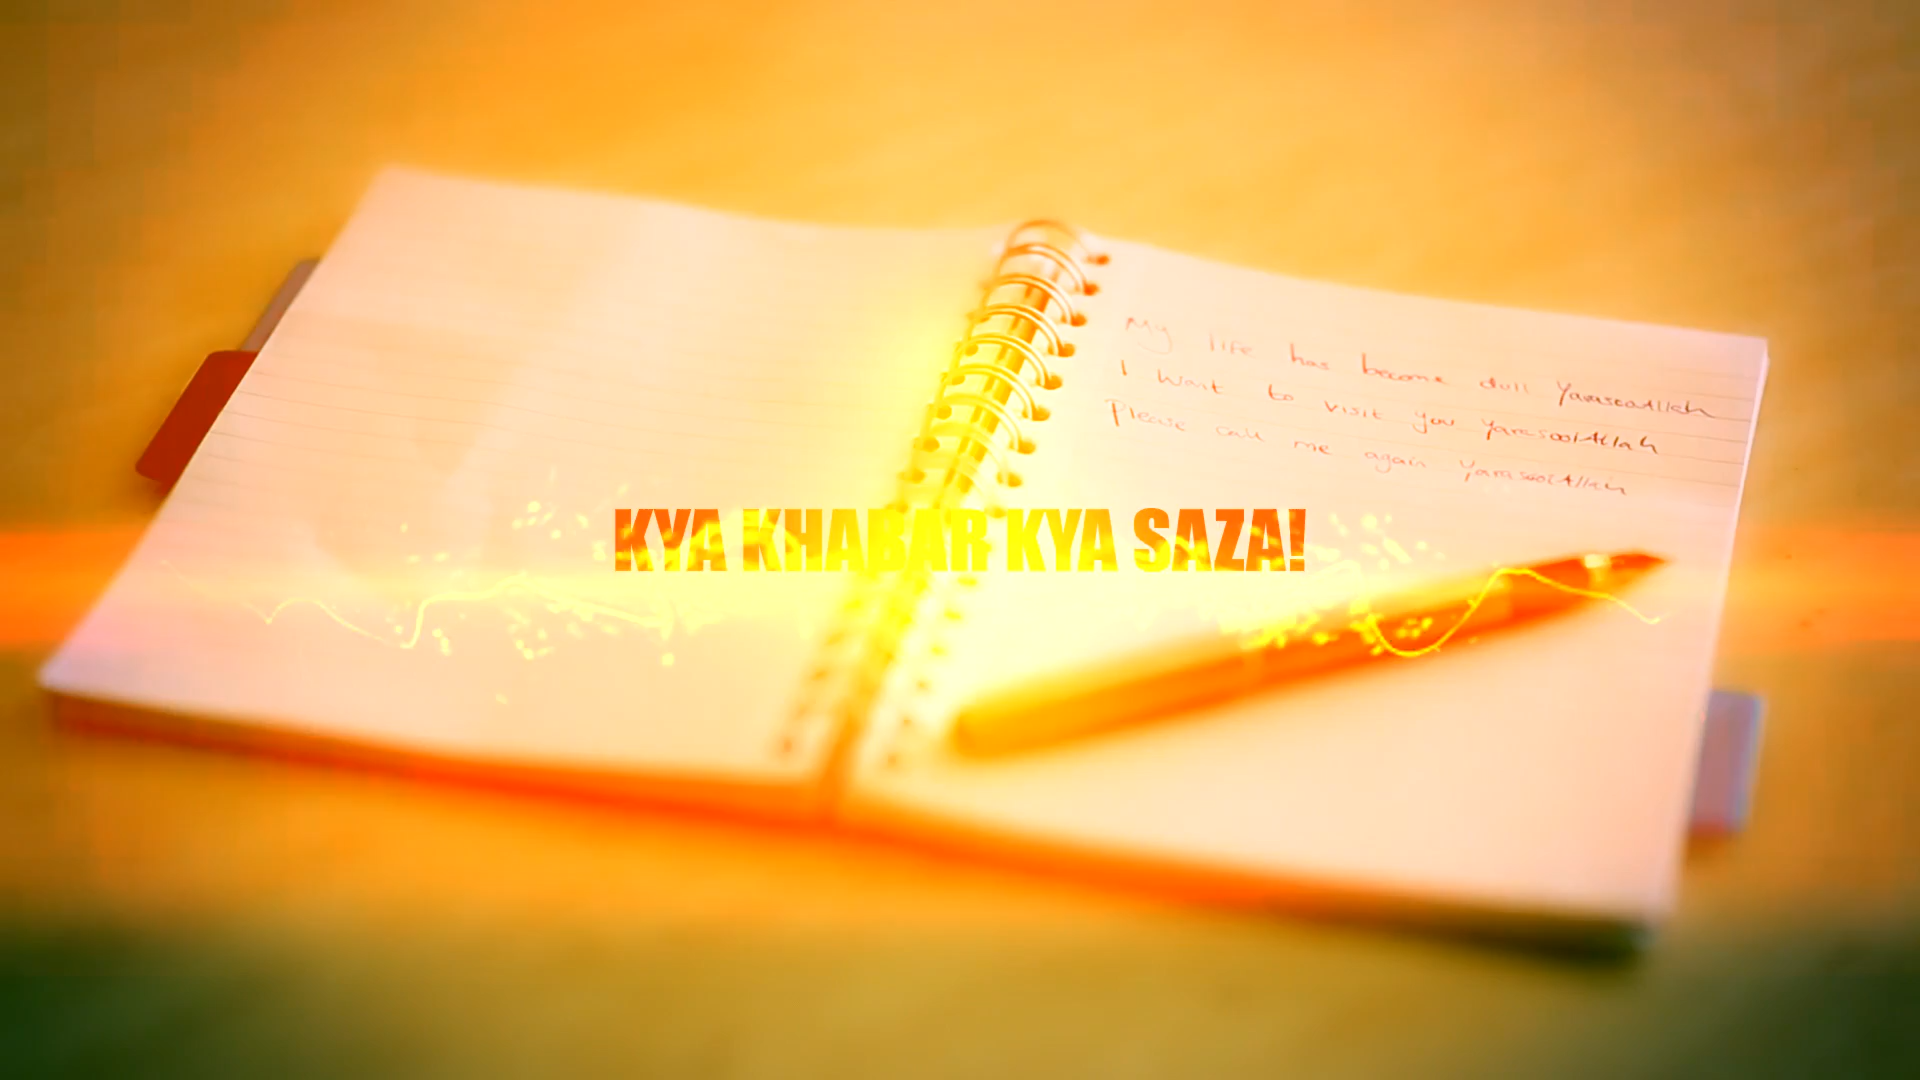 My life has become dull YarasoolAllah
I want to visit you YarasoolAllah
Please call me again YarasoolAllah
KYA KHABAR KYA SAZA!